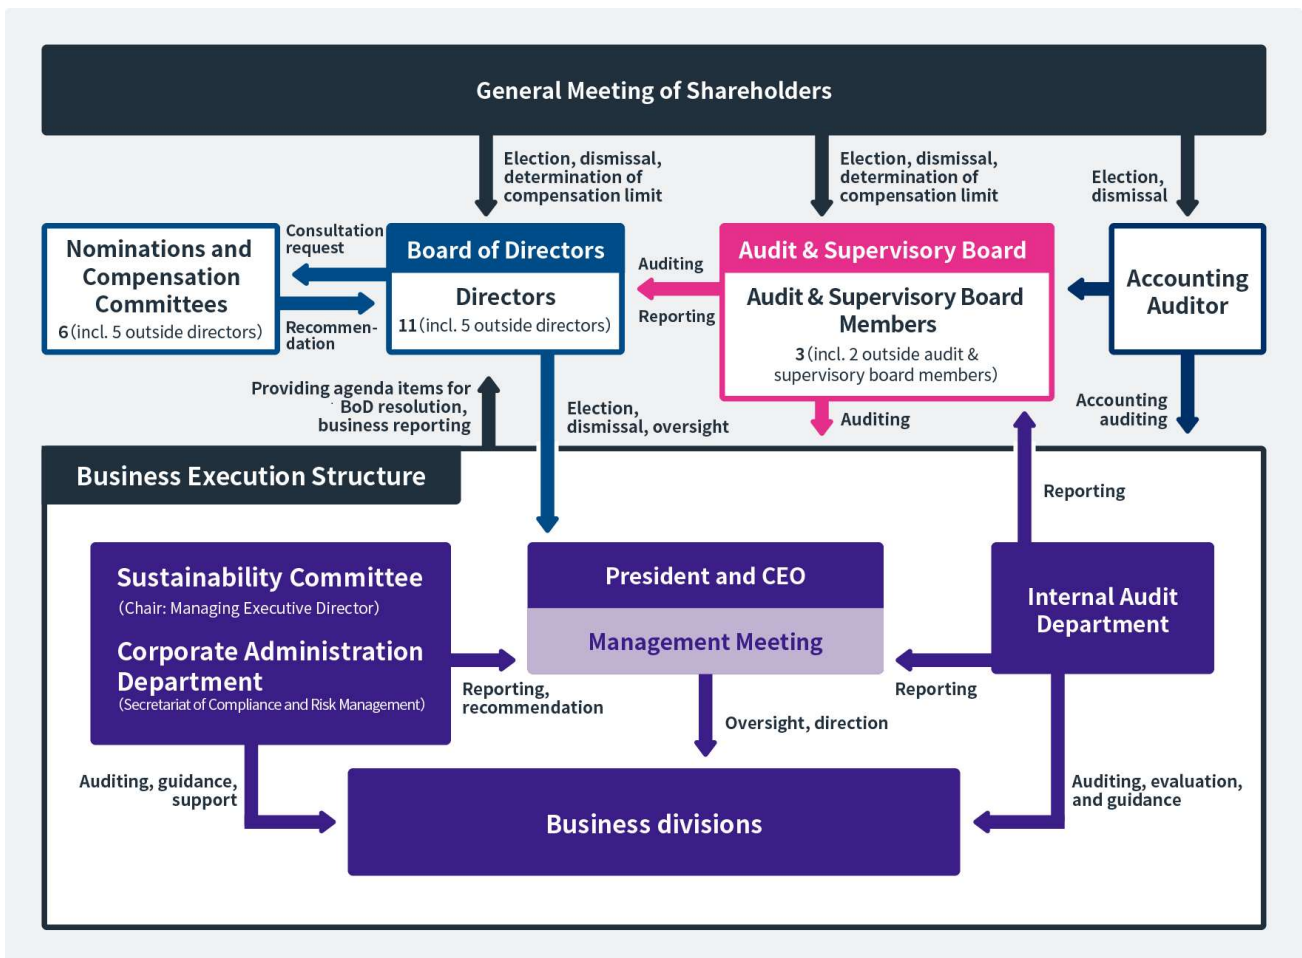 General Meeting of Shareholders
Election, dismissal,
determination of
compensation limit
Election, dismissal,
determination of
compensation limit
Election,
dismissal
Nominations and
Compensation
Committees
6(incl. 5 outside directors)
Consultation
request
Recommen-
dation
Board of Directors
Directors
11(incl. 5 outside directors)
Auditing
Reporting
Audit & Supervisory Board
Audit & Supervisory Board
Members
3(incl. 2 outside audit &
supervisory board members)
Accounting
Auditor
Providing agenda items for
BoD resolution,
business reporting
Election,
dismissal, oversight
Auditing
Accounting
auditing
Business Execution Structure
Reporting
Sustainability Committee
(Chair: Managing Executive Director)
Corporate Administration
Department
(Secretariat of Compliance and Risk Management)
President and CEO
Management Meeting
Internal Audit
Department
Reporting,
recommendation
Reporting
Oversight, direction
Auditing, guidance,
support
Auditing, evaluation,
and guidance
Business divisions